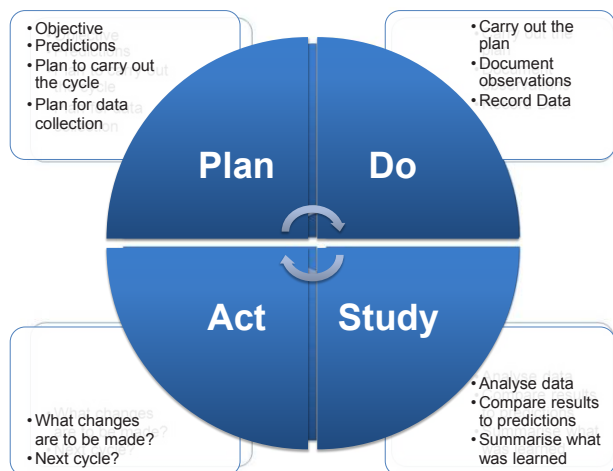 • Objective
• Predictions
• Plan to carry out
the cycle
• Plan for data
collection
• Carry out the
plan
• Document
observations
• Record Data
Plan
Do
Act
Study
• What changes
are to be made?
• Next cycle?
• Analyse data
• Compare results
to predictions
• Summarise what
was learned